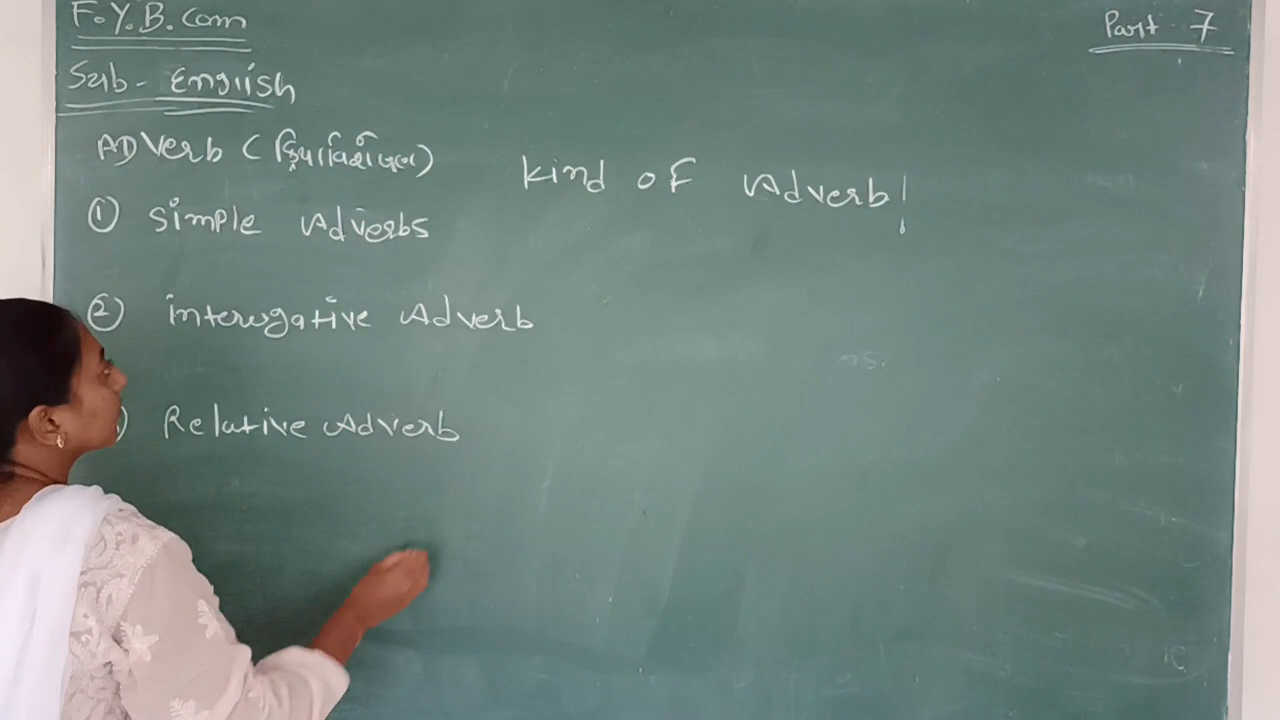 F.Y.B.Com
Part 7
Sub - English
ADverb (ક્રિયાવિશેષણ)
Kind of Adverb!
① Simple Adverbs
② interogative Adverb
Relative Adverb